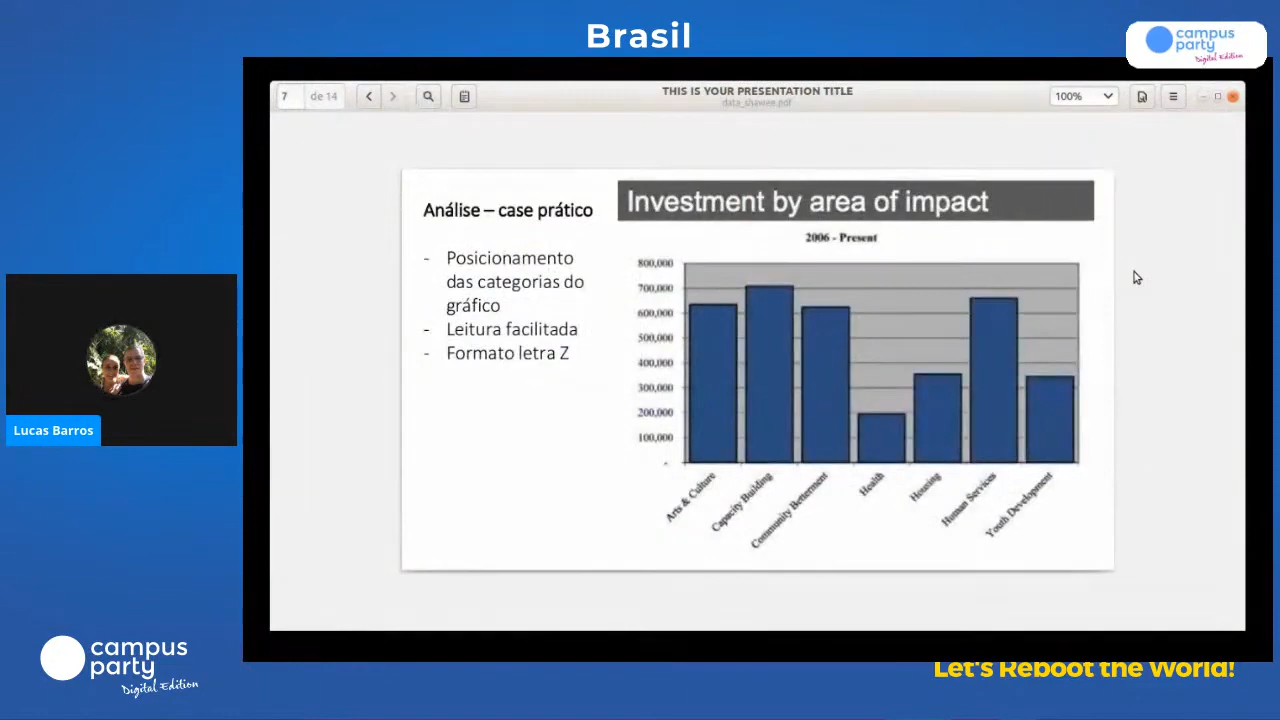 Brasil
campus
party
Digital Edition
7 de 14
THIS IS YOUR PRESENTATION TITLE
data_shawee.pdf
100%
Análise – case prático
- Posicionamento
das categorias do
gráfico
- Leitura facilitada
- Formato letra Z
Investment by area of impact
2006 - Present
800,000
700,000
600,000
500,000
400,000
300,000
200,000
100,000
-
Arts & Culture
Capacity Building
Community Betterment
Health
Housing
Human Services
Youth Development
Lucas Barros
campus
party
Digital Edition
Let's Reboot the World!